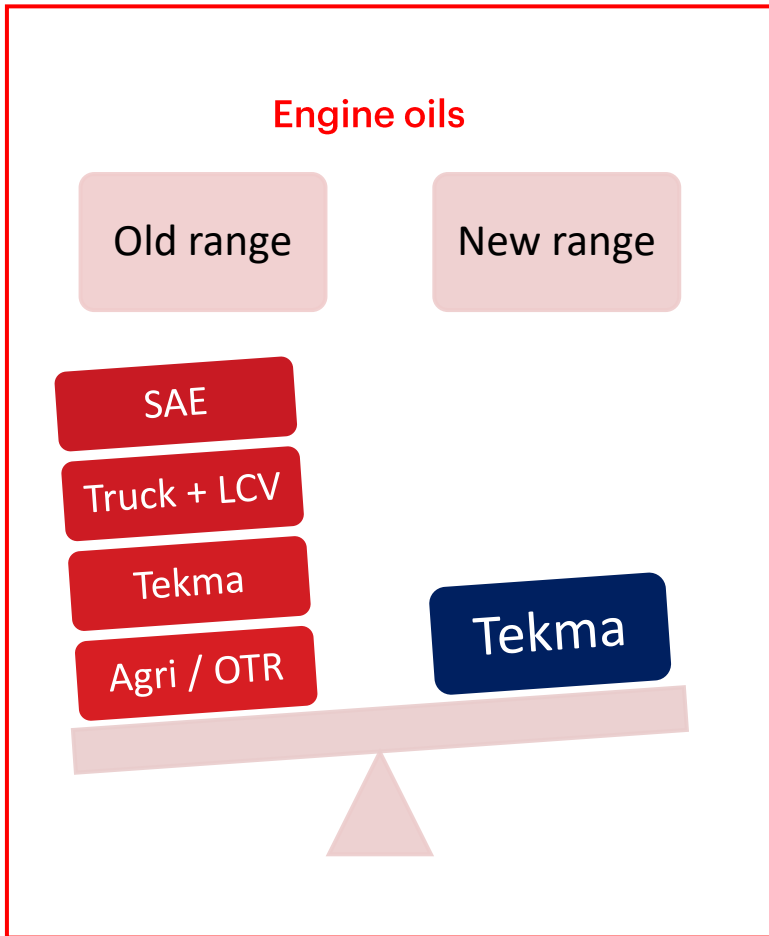 Engine oils
Old range
New range
SAE
Truck + LCV
Tekma
Agri / OTR
Tekma